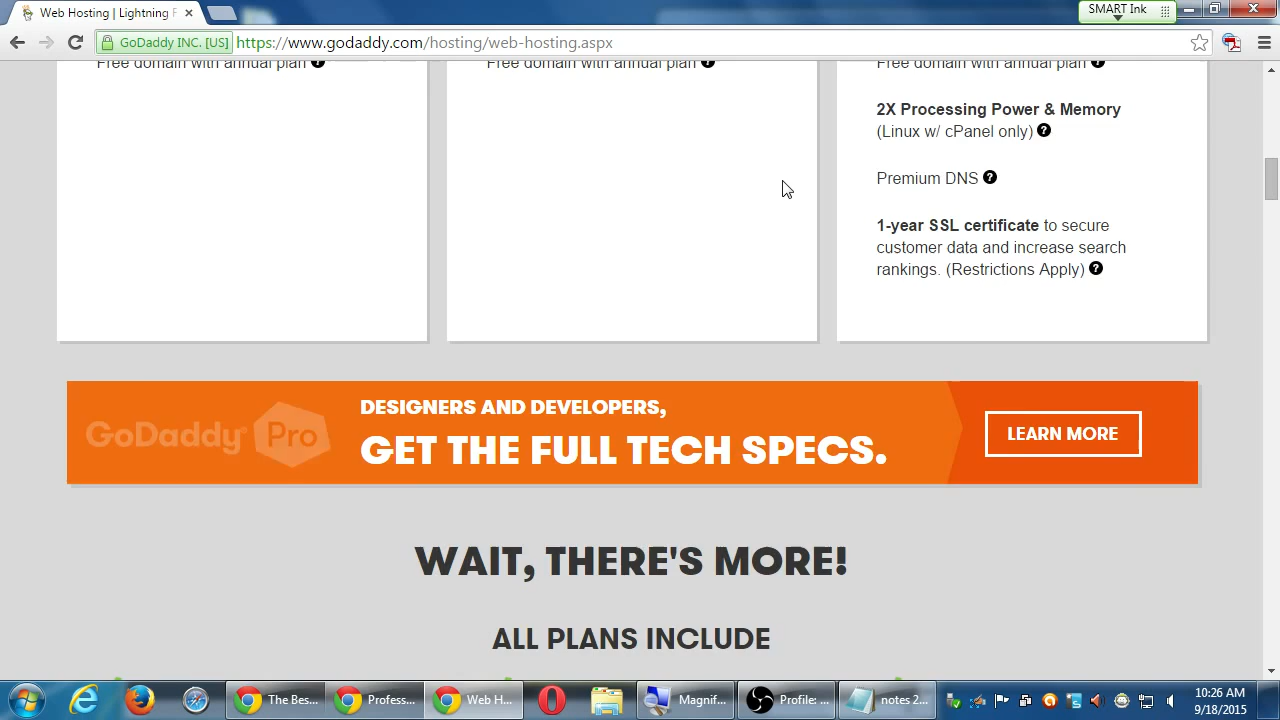 Web Hosting | Lightning F
SMART Ink
GoDaddy INC. [US]
https://www.godaddy.com/hosting/web-hosting.aspx
Free domain with annual plan ?
Free domain with annual plan ?
Free domain with annual plan ?
2X Processing Power & Memory
(Linux w/ cPanel only) ?
Premium DNS ?
1-year SSL certificate to secure
customer data and increase search
rankings. (Restrictions Apply) ?
GoDaddy Pro
DESIGNERS AND DEVELOPERS,
GET THE FULL TECH SPECS.
LEARN MORE
WAIT, THERE'S MORE!
ALL PLANS INCLUDE
The Bes...
Profess...
Web H...
Magnif...
Profile: ...
notes 2...
10:26 AM
9/18/2015